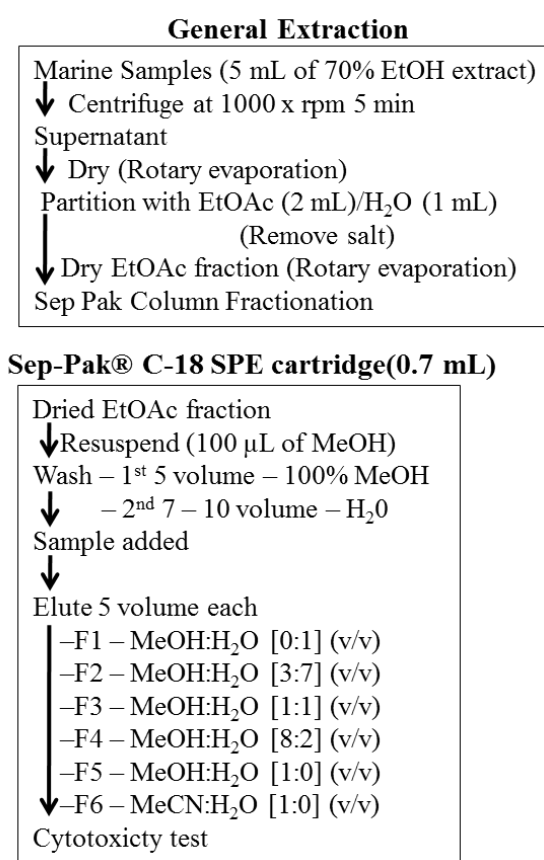 General Extraction
Marine Samples (5 mL of 70% EtOH extract)
Centrifuge at 1000 x rpm 5 min
Supernatant
Dry (Rotary evaporation)
Partition with EtOAc (2 mL)/H₂O (1 mL)
(Remove salt)
Dry EtOAc fraction (Rotary evaporation)
Sep Pak Column Fractionation
Sep-Pak® C-18 SPE cartridge(0.7 mL)
Dried EtOAc fraction
Resuspend (100 µL of MeOH)
Wash – 1ˢᵗ 5 volume – 100% MeOH
– 2ⁿᵈ 7 – 10 volume – H₂0
Sample added
Elute 5 volume each
–F1 – MeOH:H₂O [0:1] (v/v)
–F2 – MeOH:H₂O [3:7] (v/v)
–F3 – MeOH:H₂O [1:1] (v/v)
–F4 – MeOH:H₂O [8:2] (v/v)
–F5 – MeOH:H₂O [1:0] (v/v)
–F6 – MeCN:H₂O [1:0] (v/v)
Cytotoxicty test